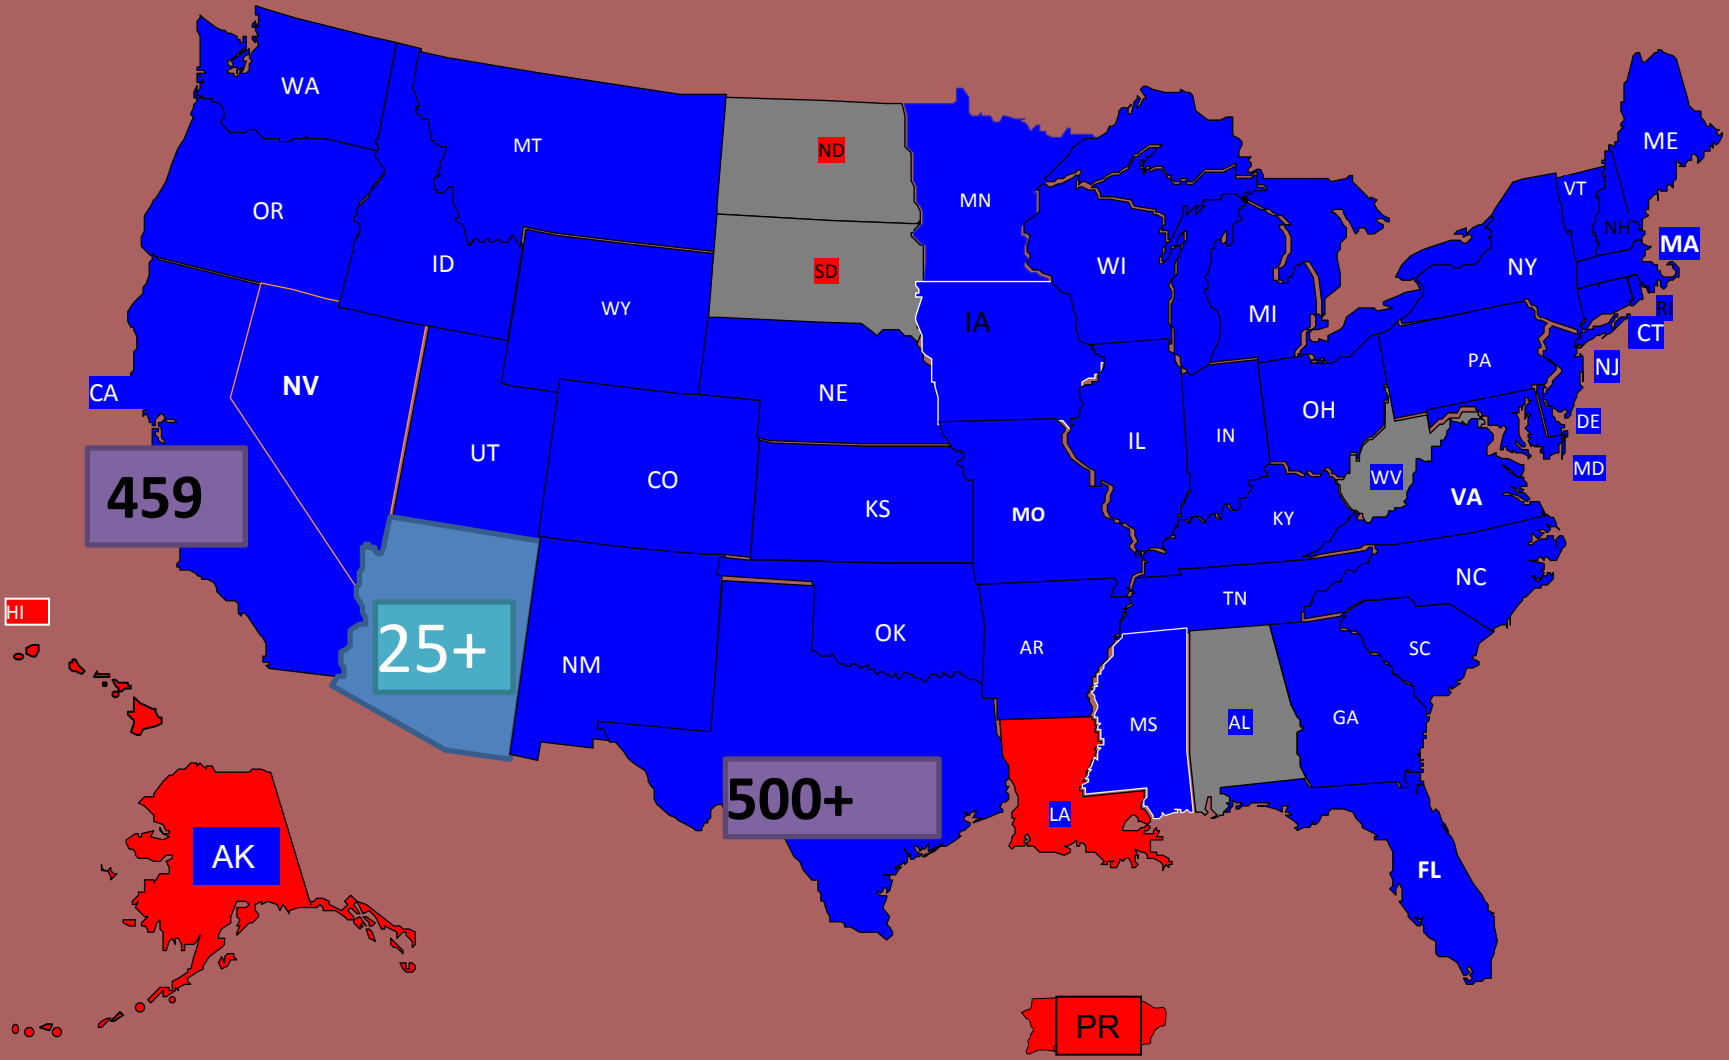 WA
MT
ND
MN
ME
OR
ID
SD
WI
VT
NH
MA
NY
WY
IA
MI
RI
CT
PA
NJ
CA
NV
NE
OH
DE
UT
CO
IL
IN
WV
MD
459
KS
MO
KY
VA
NC
HI
25+
NM
OK
AR
TN
SC
MS
AL
GA
500+
LA
AK
FL
PR